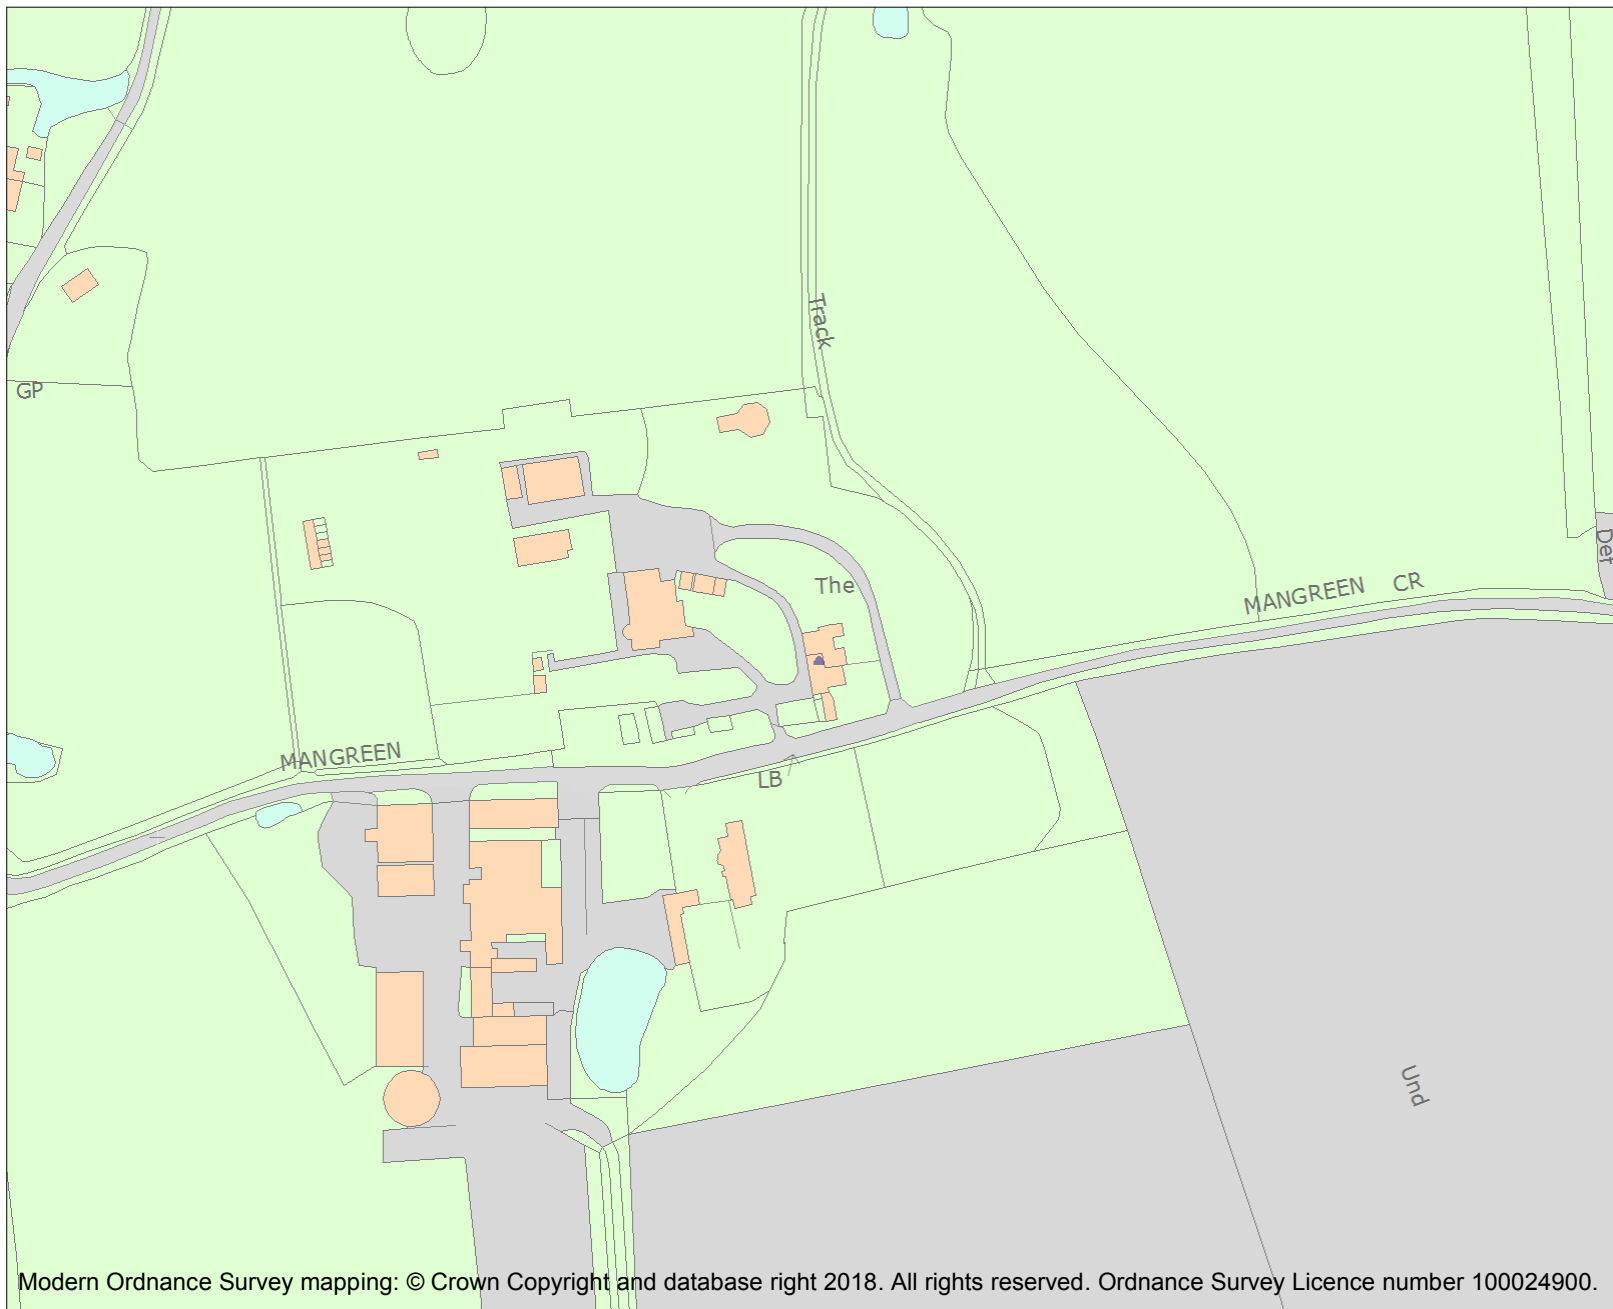 Track
GP
The
Der
MANGREEN CR
MANGREEN
LB
Und
Modern Ordnance Survey mapping: © Crown Copyright and database right 2018. All rights reserved. Ordnance Survey Licence number 100024900.